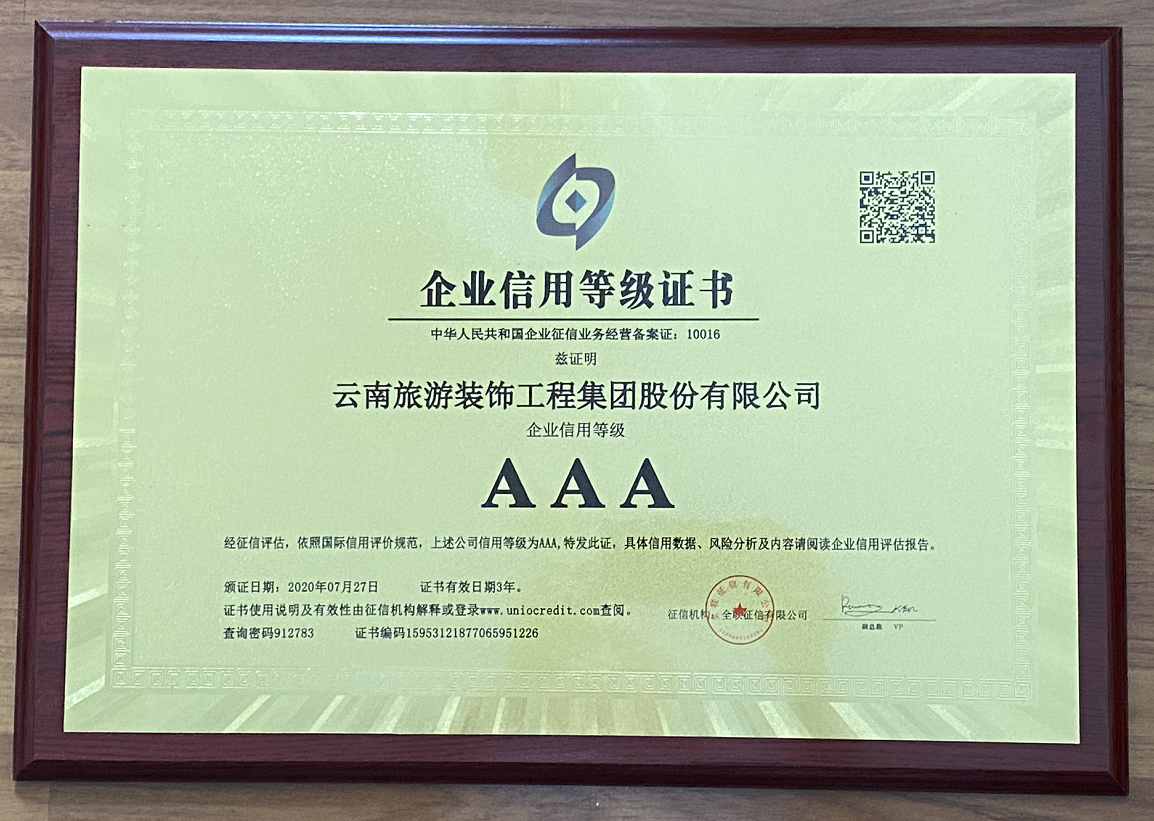 企业信用等级证书
中华人民共和国企业征信业务经营备案证：10016
兹证明
云南旅游装饰工程集团股份有限公司
企业信用等级
AAA
经征信评估，依照国际信用评价规范，上述公司信用等级为AAA,特发此证，具体信用数据、风险分析及内容请阅读企业信用评估报告。
颁证日期：2020年07月27日 证书有效日期3年。
证书使用说明及有效性由征信机构解释或登录www.uniocredit.com查阅。
查询密码912783 证书编码15953121877065951226
征信机构：全联征信有限公司
副总裁 VP